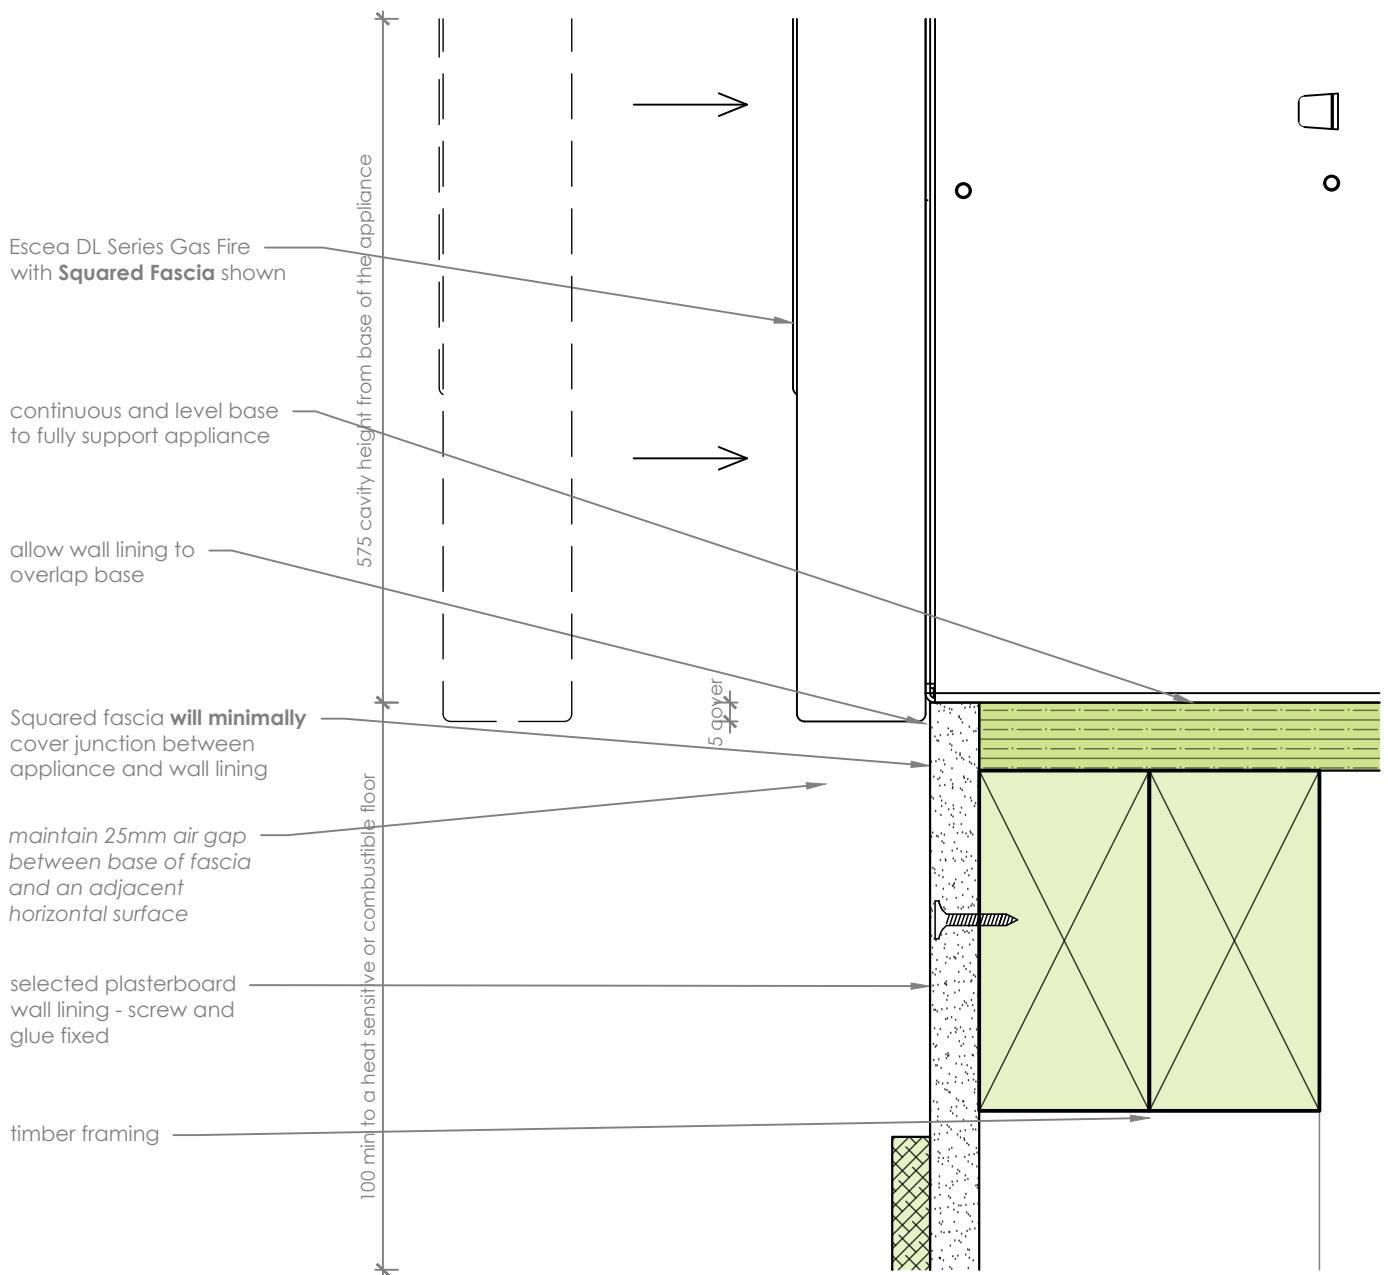 Escea DL Series Gas Fire
with Squared Fascia shown
continuous and level base
to fully support appliance
allow wall lining to
overlap base
Squared fascia will minimally
cover junction between
appliance and wall lining
maintain 25mm air gap
between base of fascia
and an adjacent
horizontal surface
selected plasterboard
wall lining - screw and
glue fixed
timber framing
575 cavity height from base of the appliance
100 min to a heat sensitive or combustible floor
5 cover